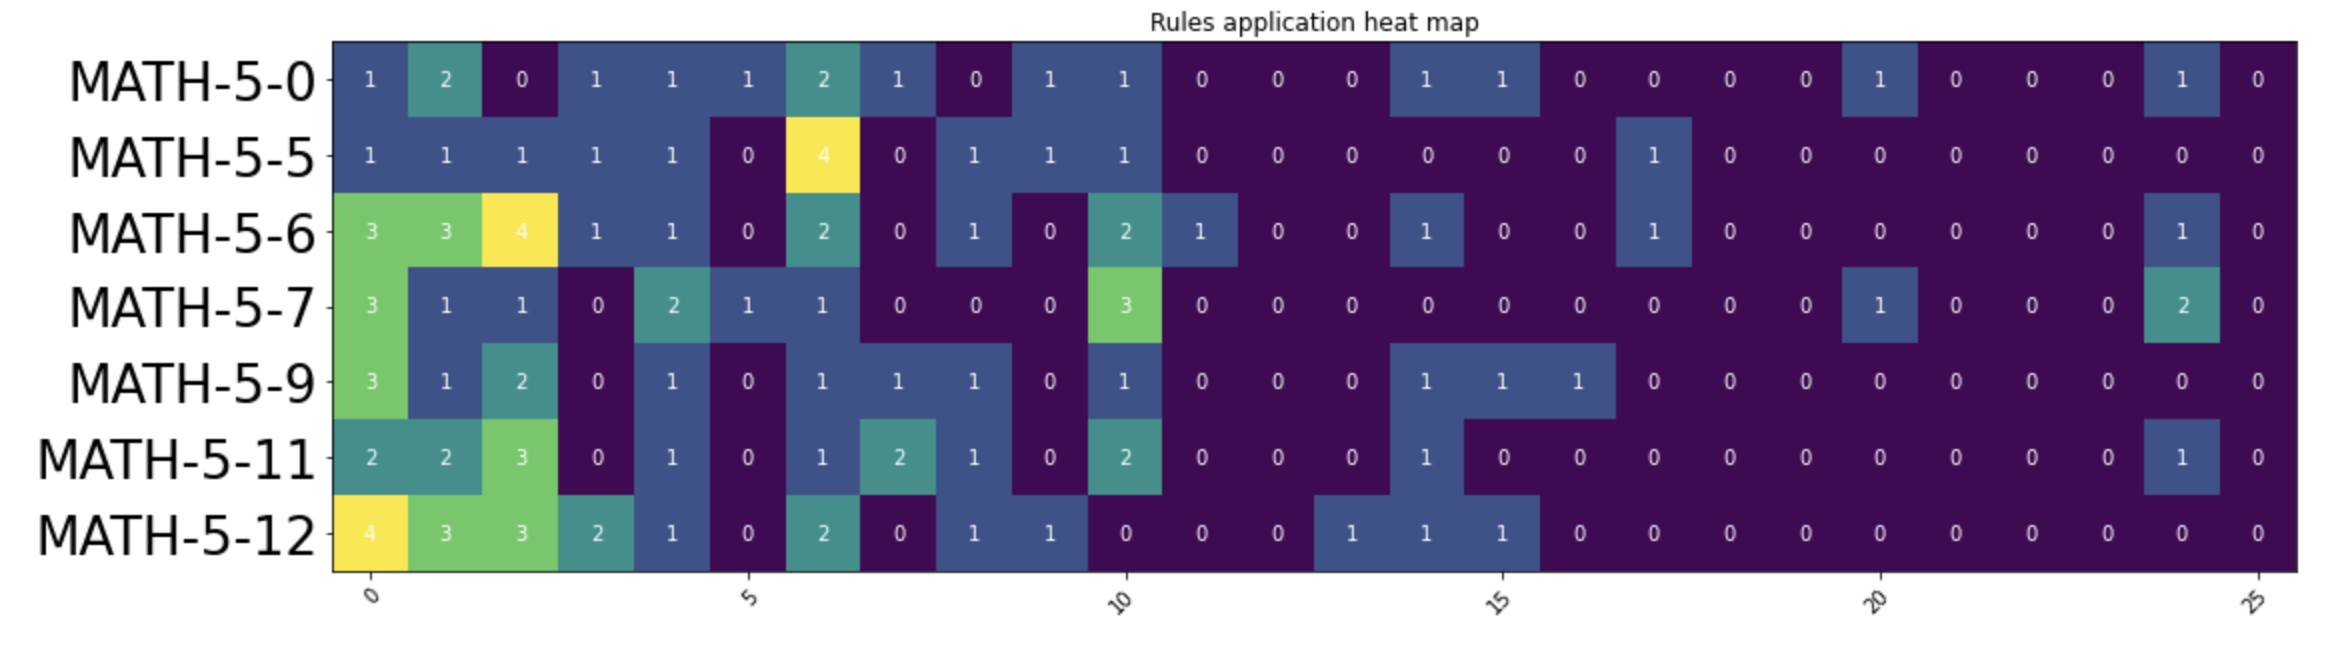 Rules application heat map
MATH-5-0 1 2 0 1 1 1 2 1 0 1 1 0 0 0 1 1 0 0 0 0 1 0 0 0 1 0
MATH-5-5 1 1 1 1 1 0 4 0 1 1 1 0 0 0 0 0 0 1 0 0 0 0 0 0 0 0
MATH-5-6 3 3 4 1 1 0 2 0 1 0 2 1 0 0 1 0 0 1 0 0 0 0 0 0 1 0
MATH-5-7 3 1 1 0 2 1 1 0 0 0 3 0 0 0 0 0 0 0 0 0 1 0 0 0 2 0
MATH-5-9 3 1 2 0 1 0 1 1 1 0 1 0 0 0 1 1 1 0 0 0 0 0 0 0 0 0
MATH-5-11 2 2 3 0 1 0 1 2 1 0 2 0 0 0 1 0 0 0 0 0 0 0 0 0 1 0
MATH-5-12 4 3 3 2 1 0 2 0 1 1 0 0 0 1 1 1 0 0 0 0 0 0 0 0 0 0
0 5 10 15 20 25